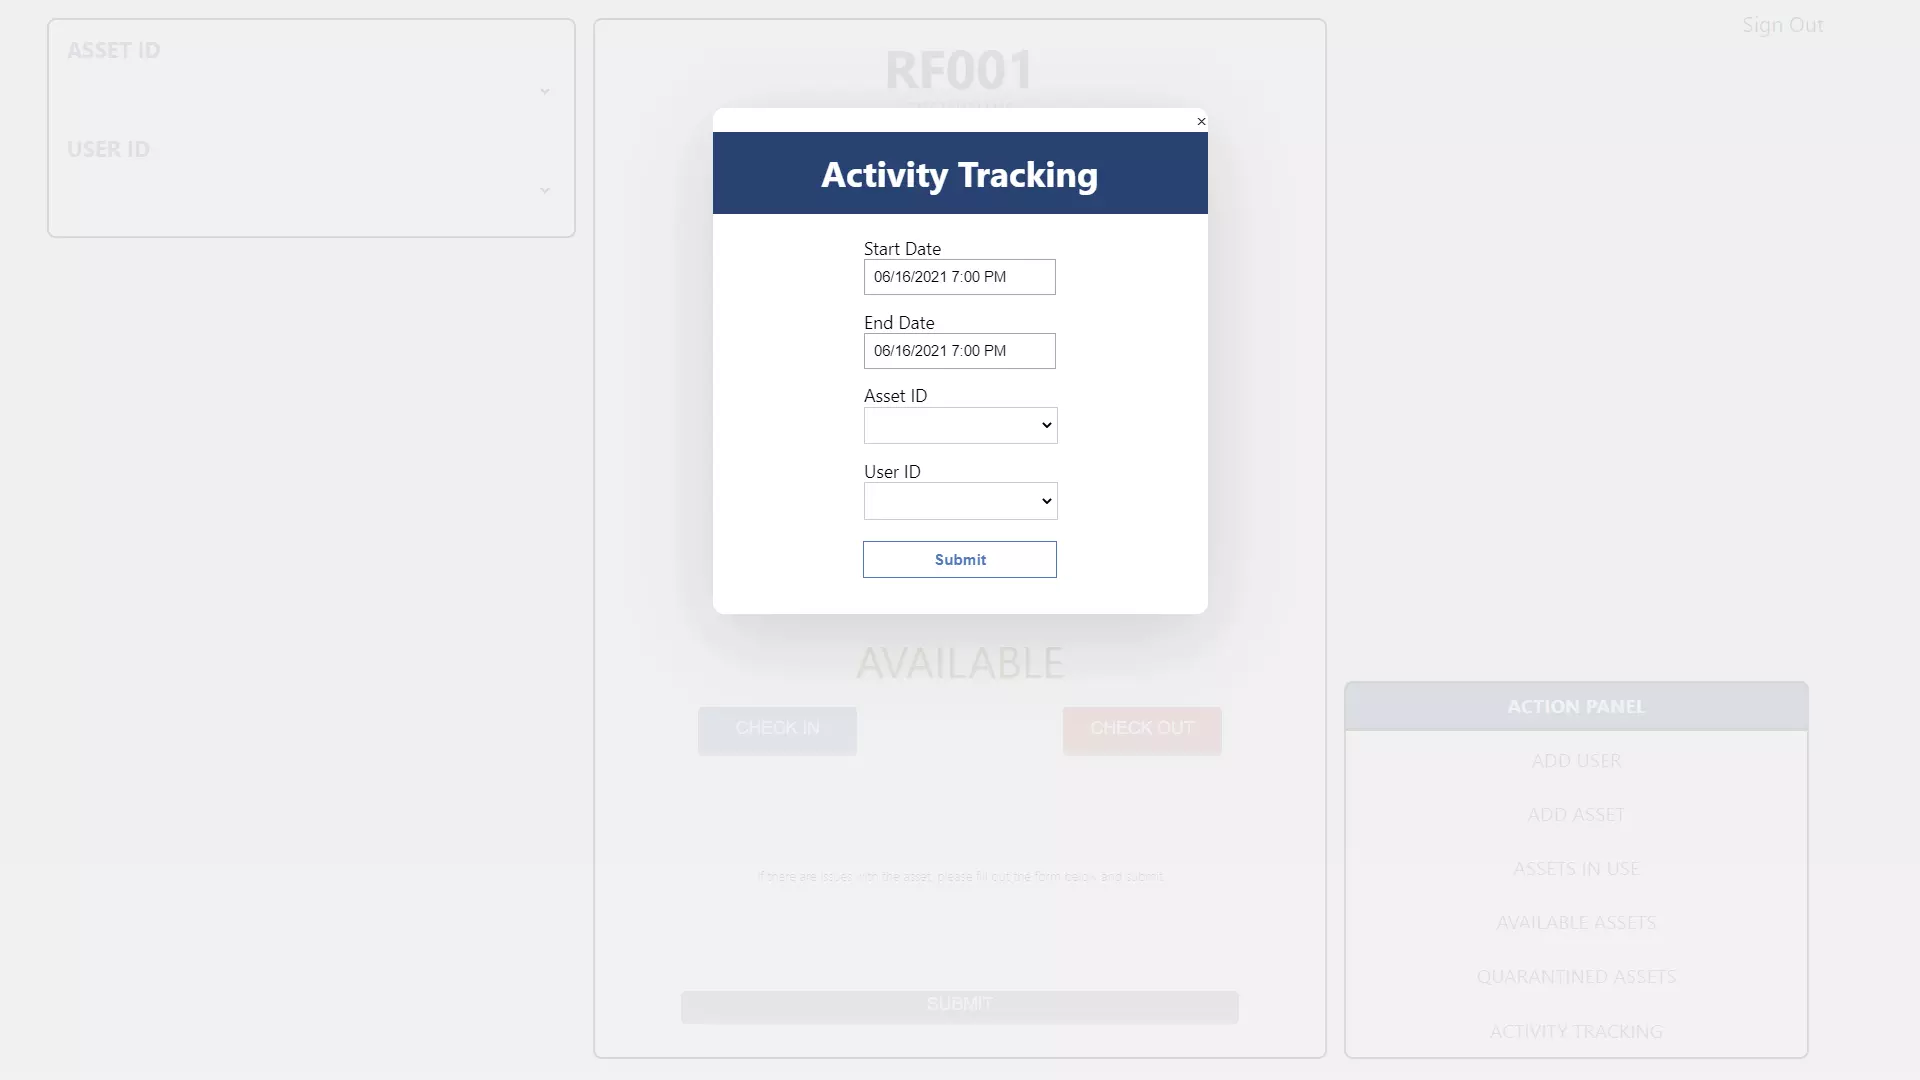 ASSET ID
USER ID
RF001
Sign Out
×
Activity Tracking
Start Date
06/16/2021 7:00 PM
End Date
06/16/2021 7:00 PM
Asset ID
User ID
Submit
AVAILABLE
CHECK IN
CHECK OUT
If there are issues with the asset, please fill out the form below and submit.
SUBMIT
ACTION PANEL
ADD USER
ADD ASSET
ASSETS IN USE
AVAILABLE ASSETS
QUARANTINED ASSETS
ACTIVITY TRACKING